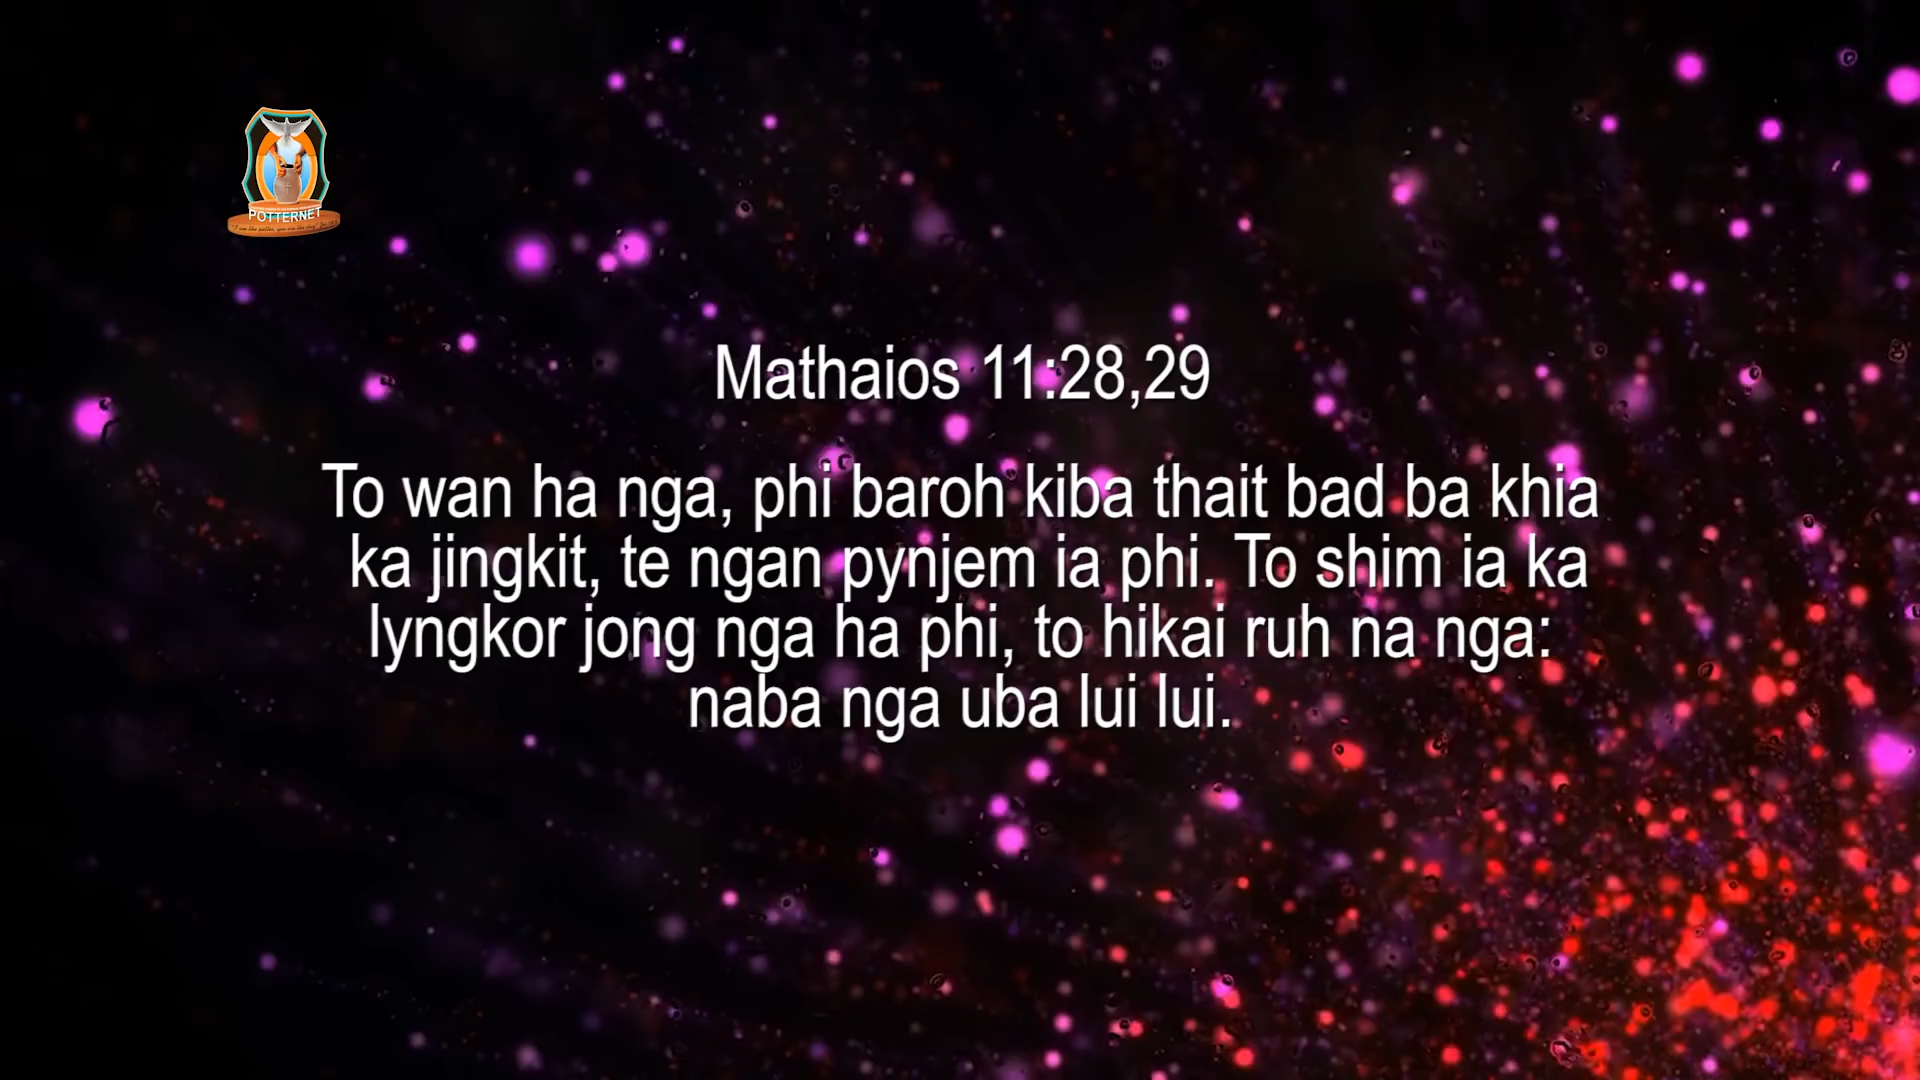 POTTERNET
Mathaios 11:28,29
To wan ha nga, phi baroh kiba thait bad ba khia
ka jingkit, te ngan pynjem ia phi. To shim ia ka
lyngkor jong nga ha phi, to hikai ruh na nga:
naba nga uba lui lui.